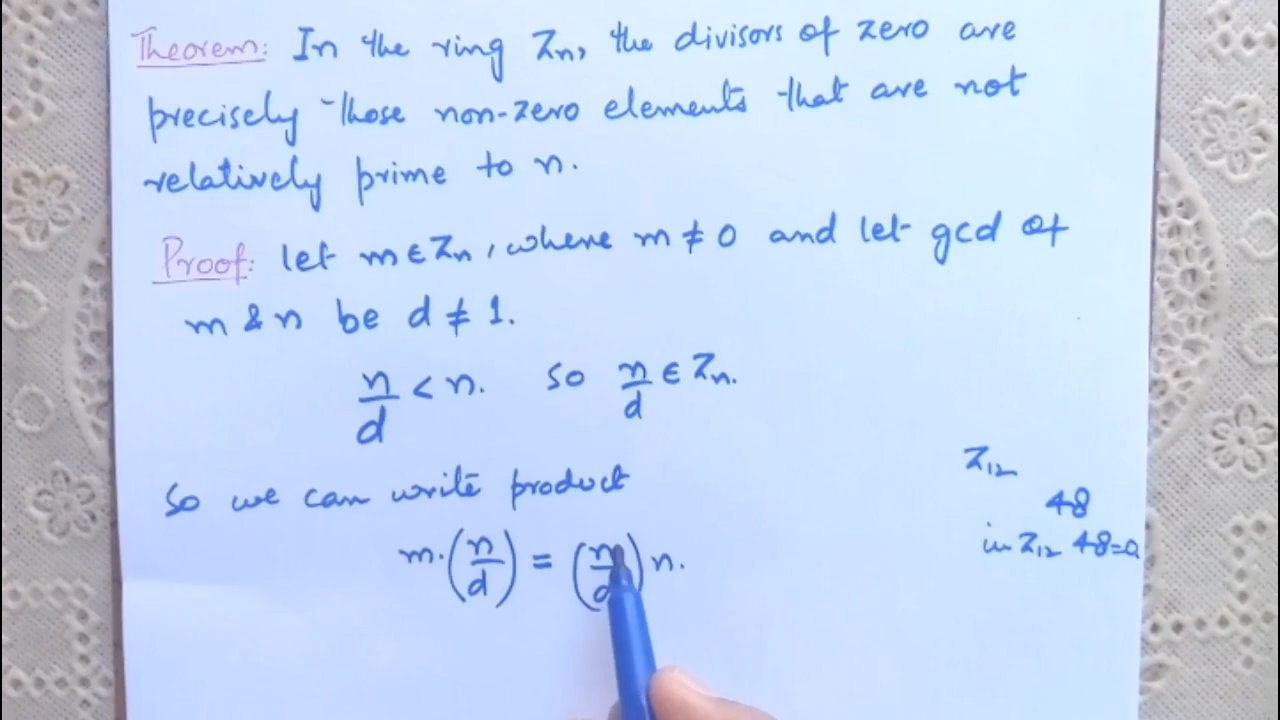 Theorem: In the ring Zn, the divisors of zero are
precisely those non-zero elements that are not
relatively prime to n.
Proof: let m ∈ Zn, where m ≠ 0 and let gcd of
m & n be d ≠ 1.
n/d < n. So n/d ∈ Zn.
So we can write product
m·(n/d) = ( ) n.
Z12
48
in Z12 48=0